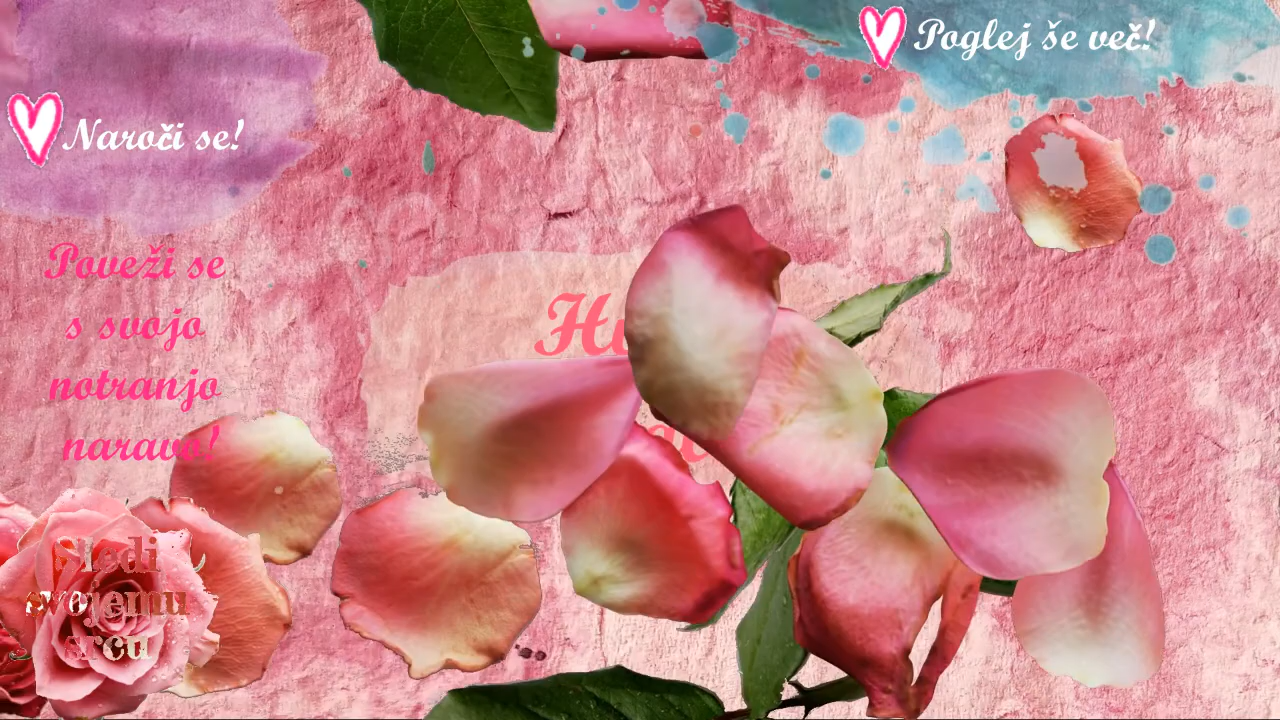 Poglej še več!
Naroči se!
Poveži se
s svojo
notranjo
naravo!
Sledi
svojemu
srcu